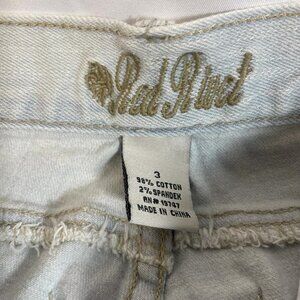 Red Rivet
3
98% COTTON
2% SPANDEX
RN# 19747
MADE IN CHINA